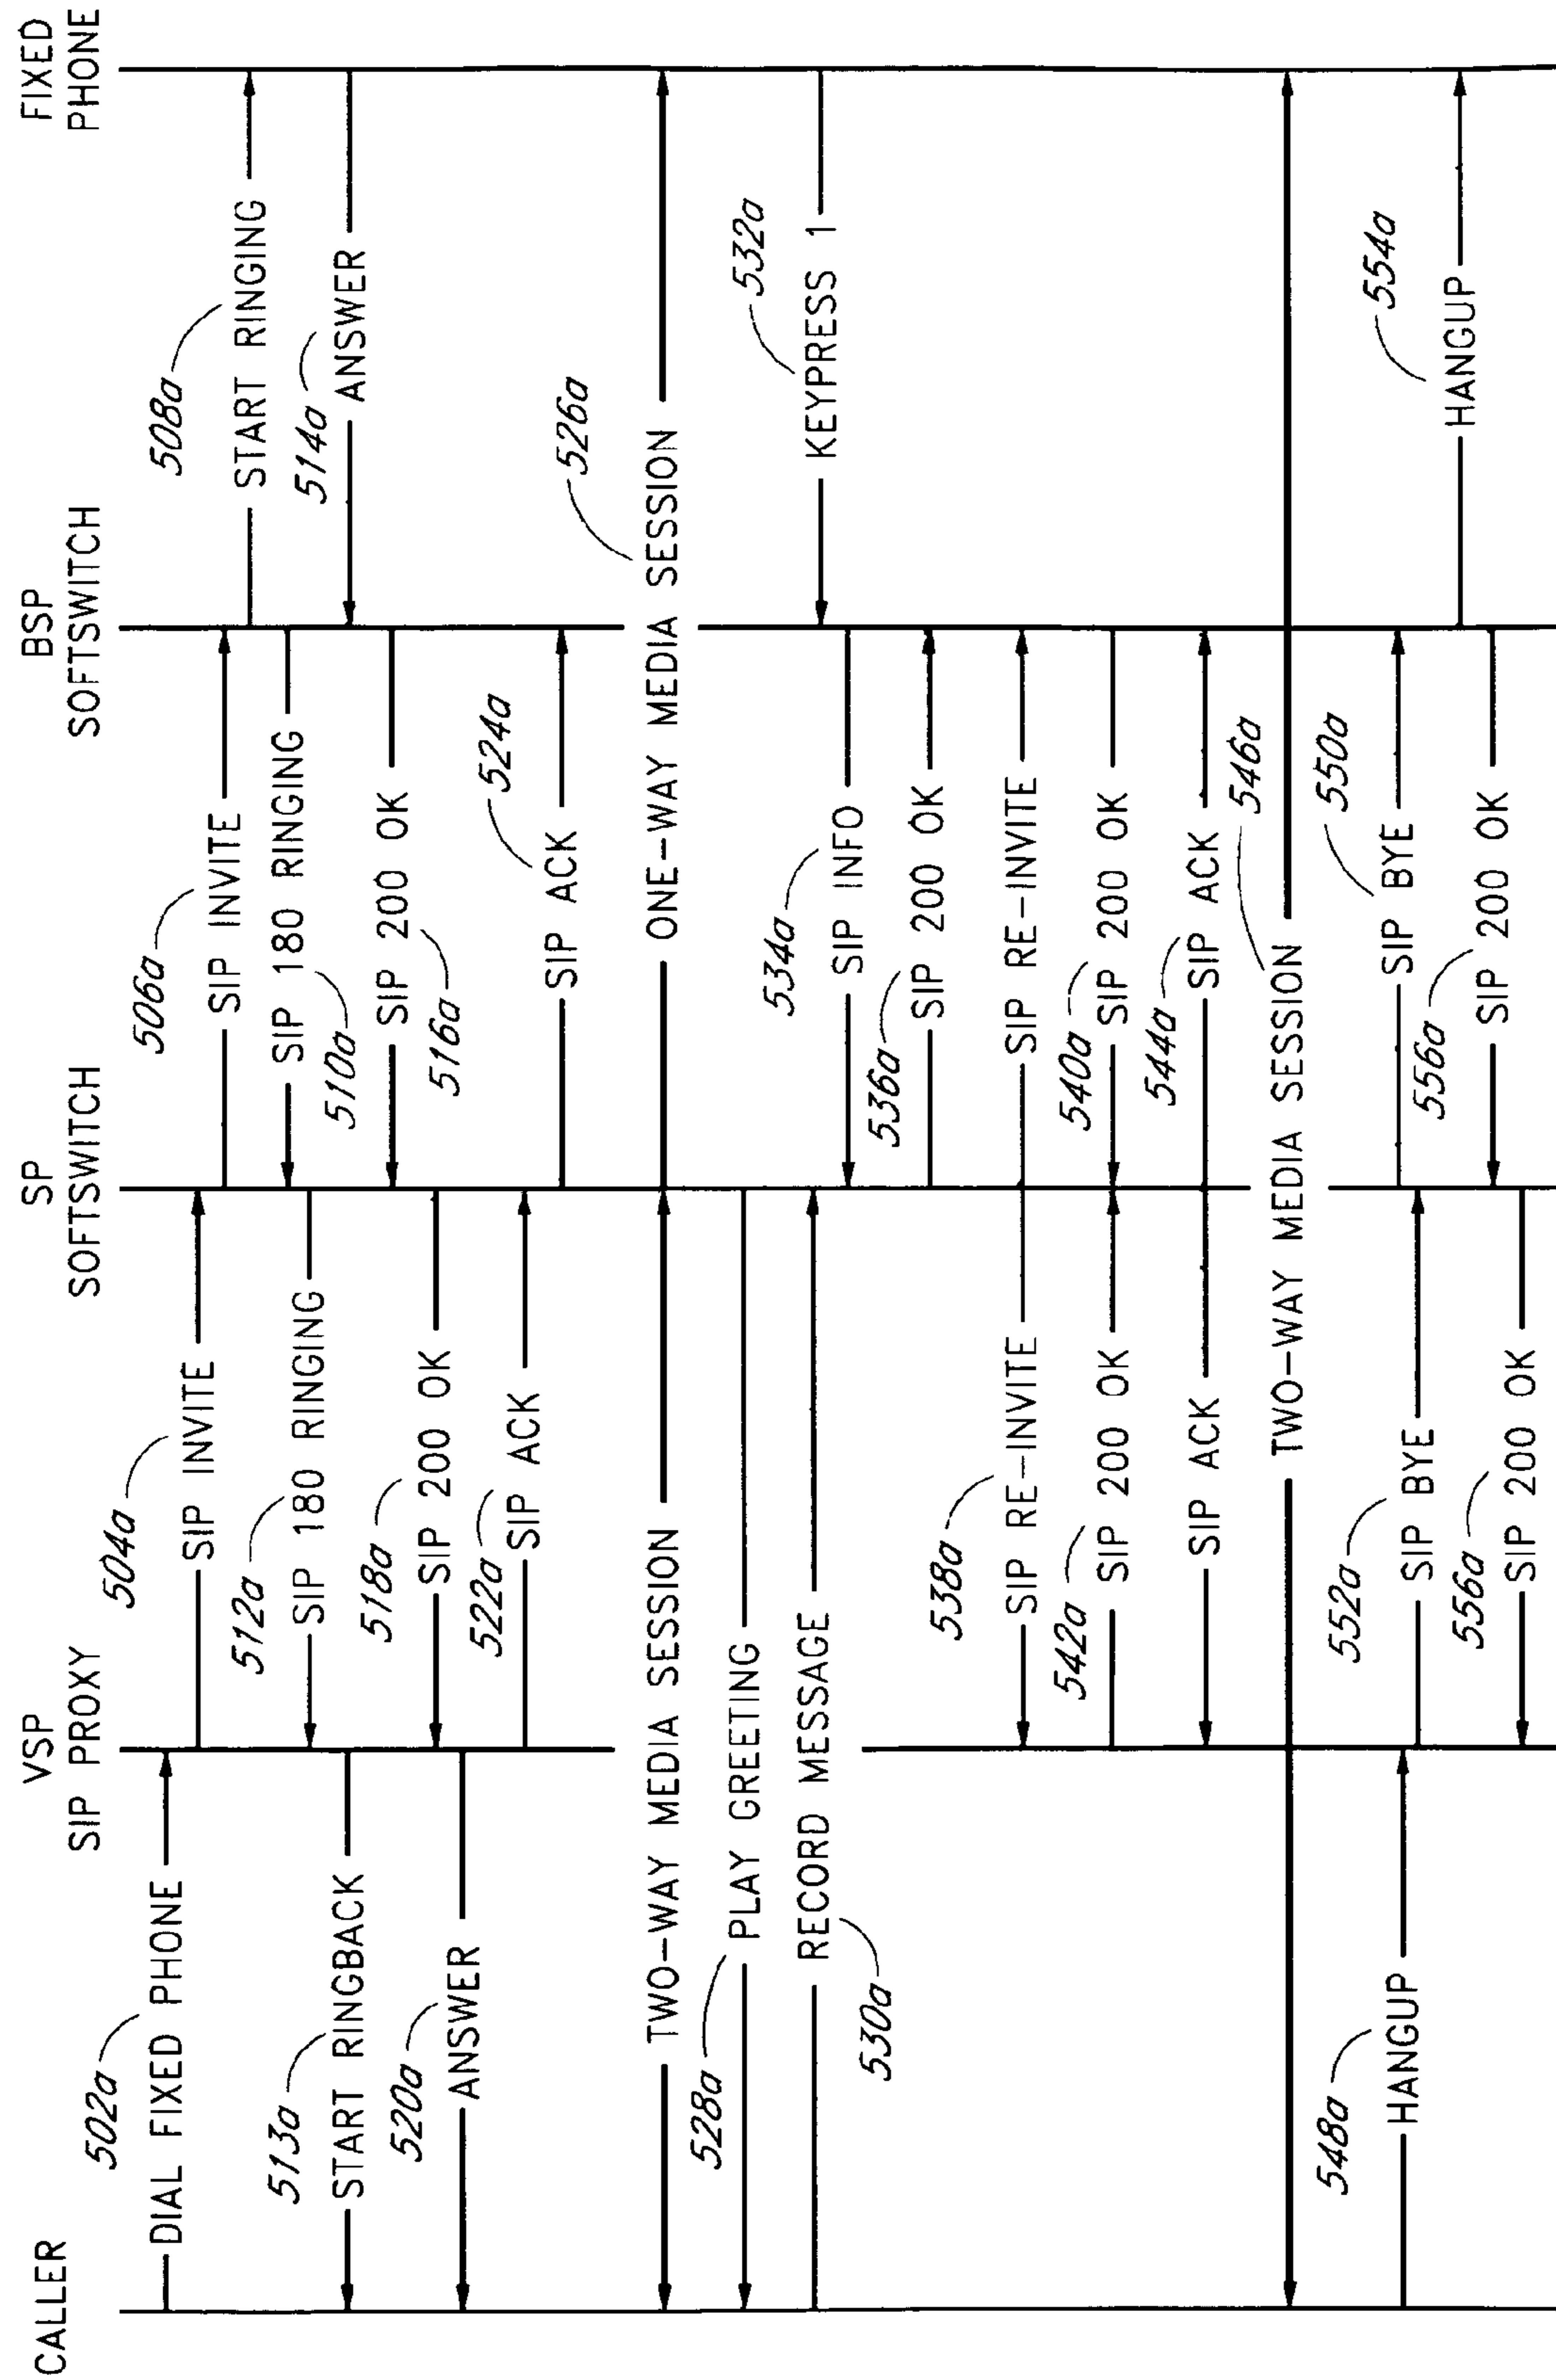 CALLER
VSP
SIP PROXY
SP
SOFTSWITCH
BSP
SOFTSWITCH
FIXED
PHONE
502a
DIAL FIXED PHONE
504a
SIP INVITE
506a
SIP INVITE
508a
START RINGING
SIP 180 RINGING
510a
512a
SIP 180 RINGING
513a
START RINGBACK
514a
ANSWER
SIP 200 OK
516a
518a
SIP 200 OK
520a
ANSWER
522a
SIP ACK
524a
SIP ACK
526a
TWO-WAY MEDIA SESSION
ONE-WAY MEDIA SESSION
528a
PLAY GREETING
RECORD MESSAGE
530a
532a
KEYPRESS 1
534a
SIP INFO
536a
SIP 200 OK
538a
SIP RE-INVITE
SIP RE-INVITE
540a
SIP 200 OK
542a
SIP 200 OK
544a
SIP ACK
SIP ACK
546a
TWO-WAY MEDIA SESSION
548a
HANGUP
550a
SIP BYE
552a
SIP BYE
554a
HANGUP
556a
SIP 200 OK
556a
SIP 200 OK